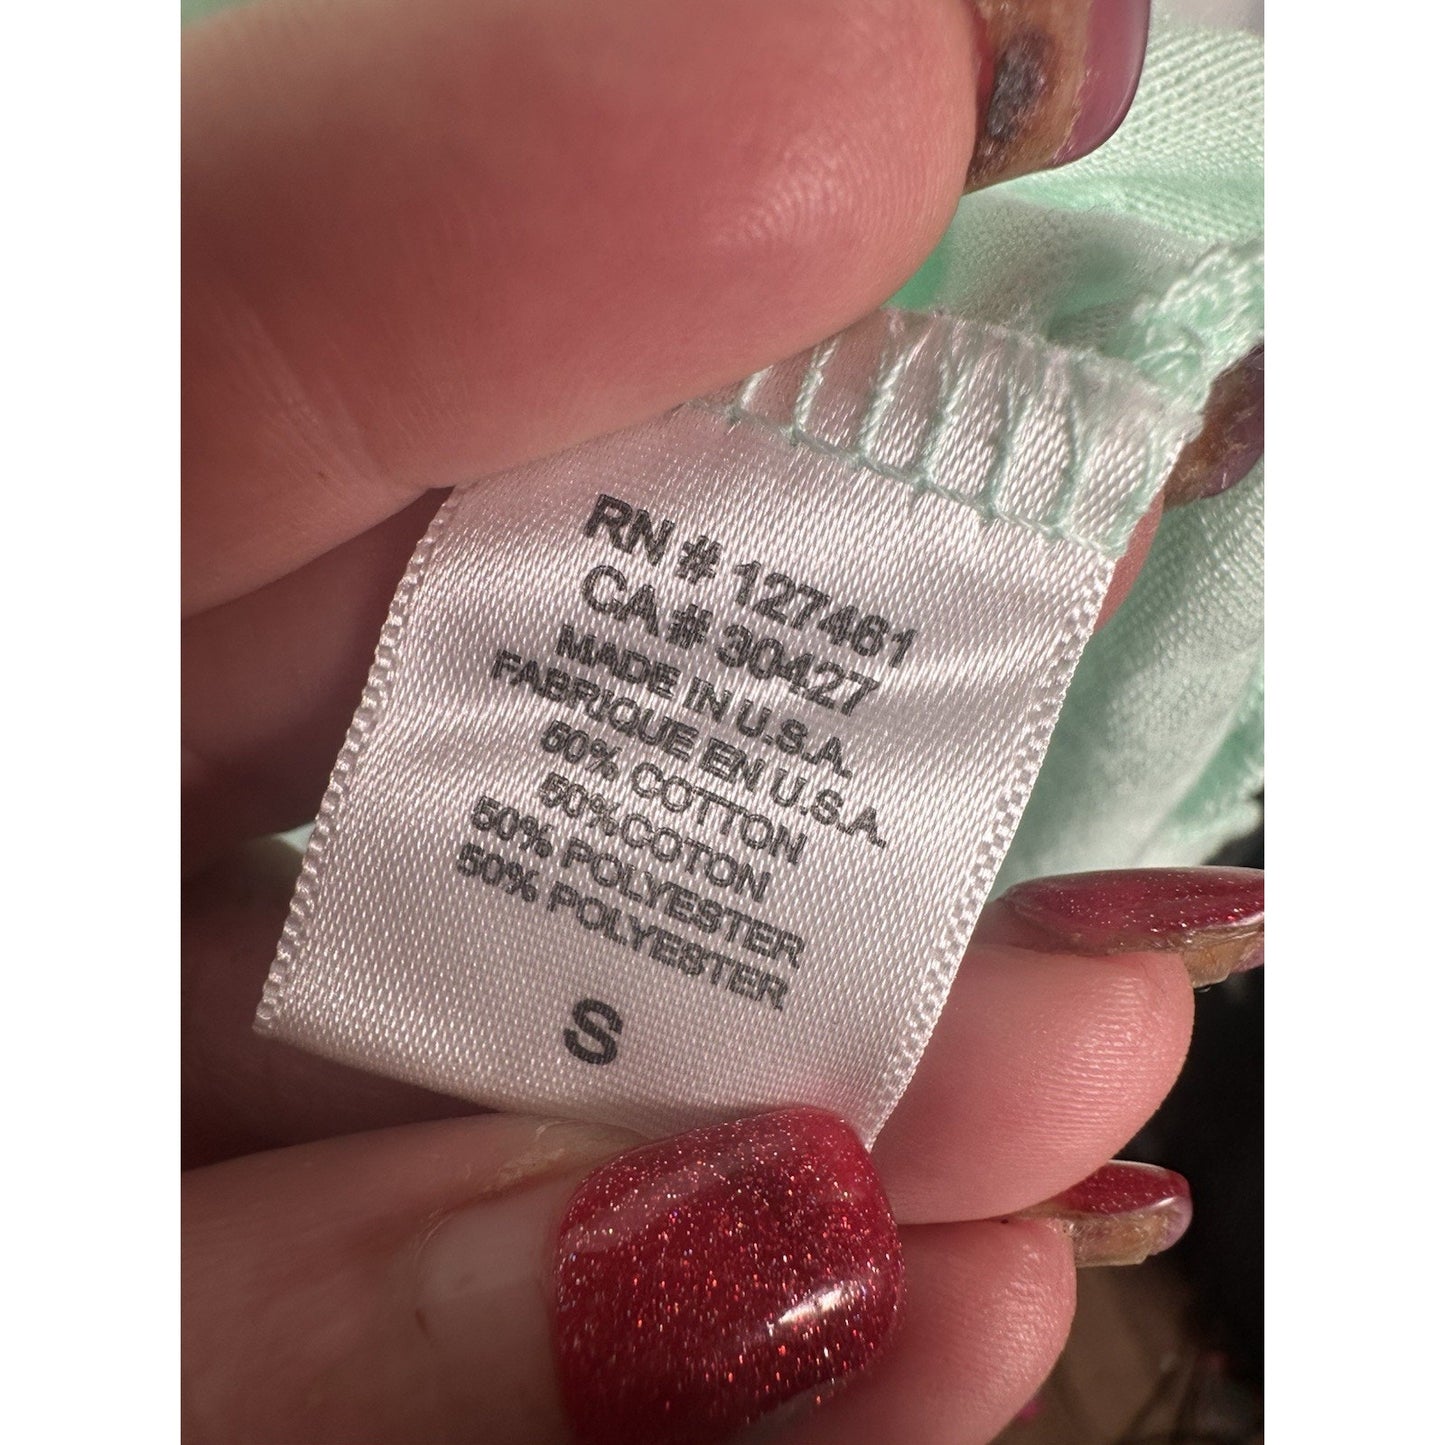 RN # 127461
CA # 30427
MADE IN U.S.A.
FABRIQUE EN U.S.A.
50% COTTON
50%COTON
50% POLYESTER
50% POLYESTER
S